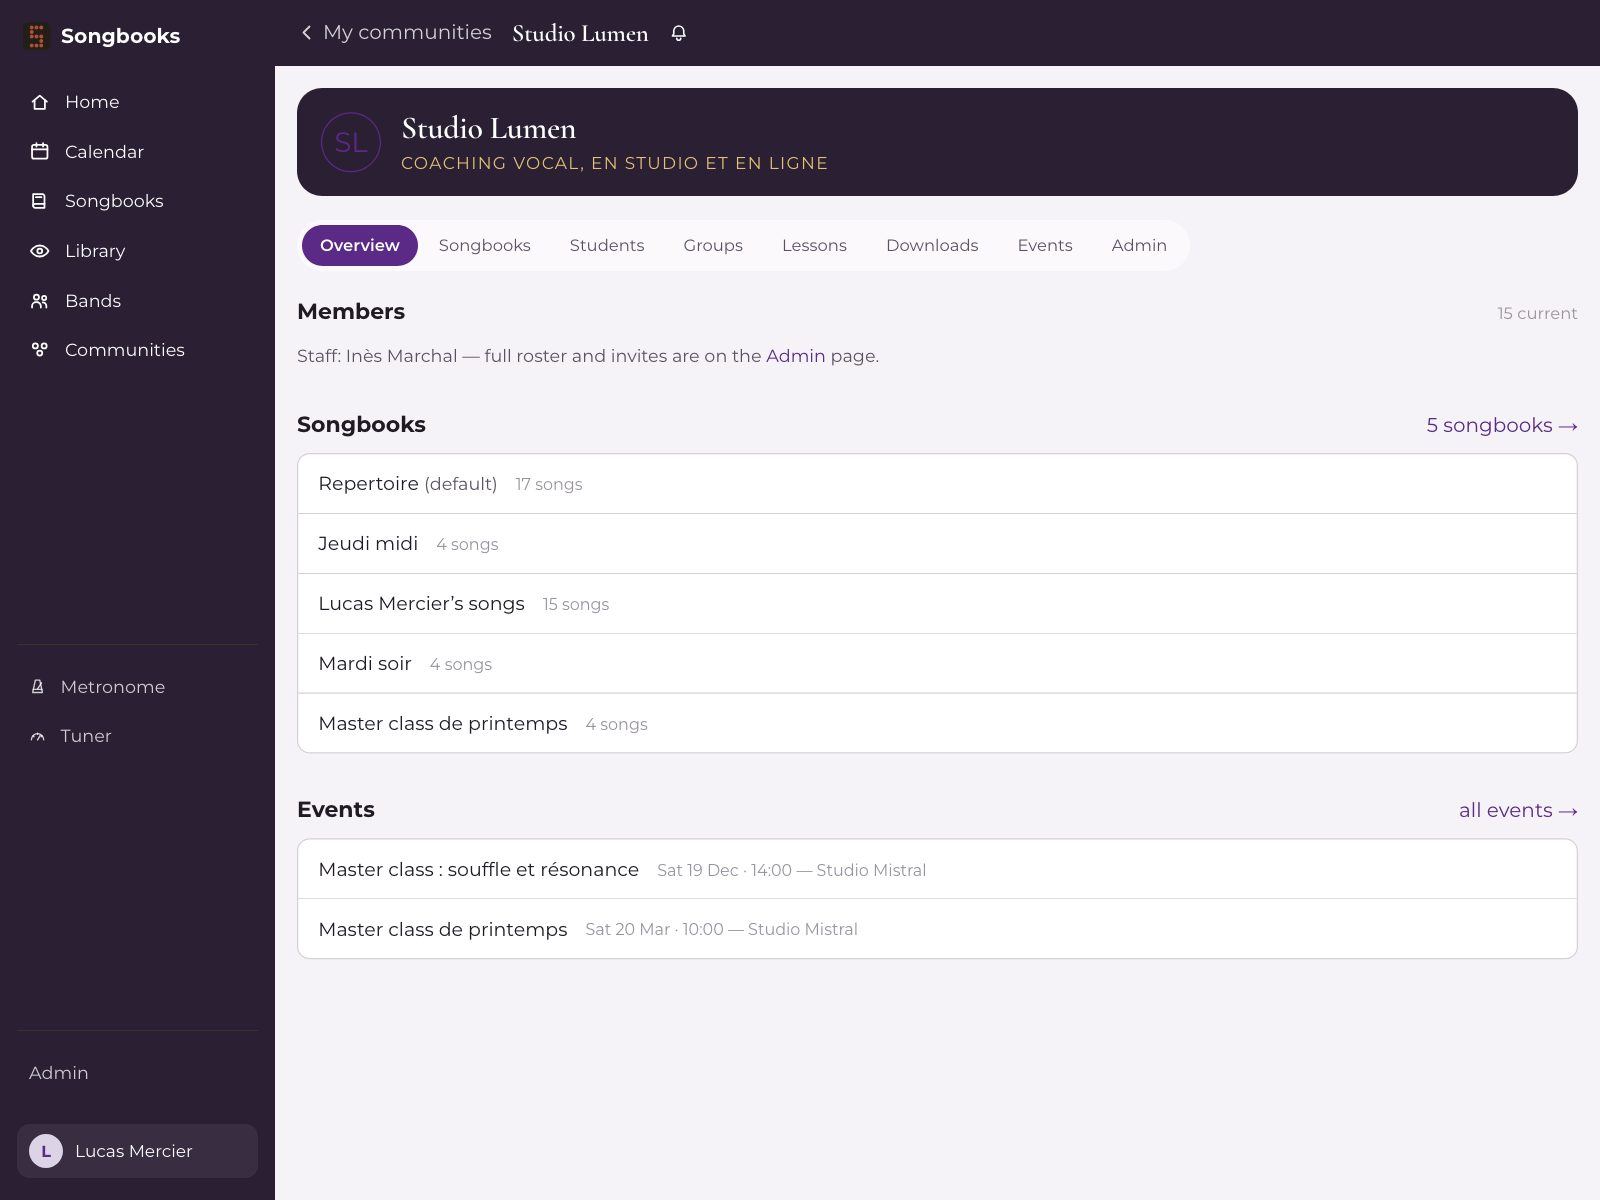 Songbooks
Home
Calendar
Songbooks
Library
Bands
Communities
Metronome
Tuner
Admin
L Lucas Mercier
My communities Studio Lumen
SL
Studio Lumen
COACHING VOCAL, EN STUDIO ET EN LIGNE
Overview Songbooks Students Groups Lessons Downloads Events Admin
Members 15 current
Staff: Inès Marchal — full roster and invites are on the Admin page.
Songbooks 5 songbooks →
Repertoire (default) 17 songs
Jeudi midi 4 songs
Lucas Mercier’s songs 15 songs
Mardi soir 4 songs
Master class de printemps 4 songs
Events all events →
Master class : souffle et résonance Sat 19 Dec · 14:00 — Studio Mistral
Master class de printemps Sat 20 Mar · 10:00 — Studio Mistral